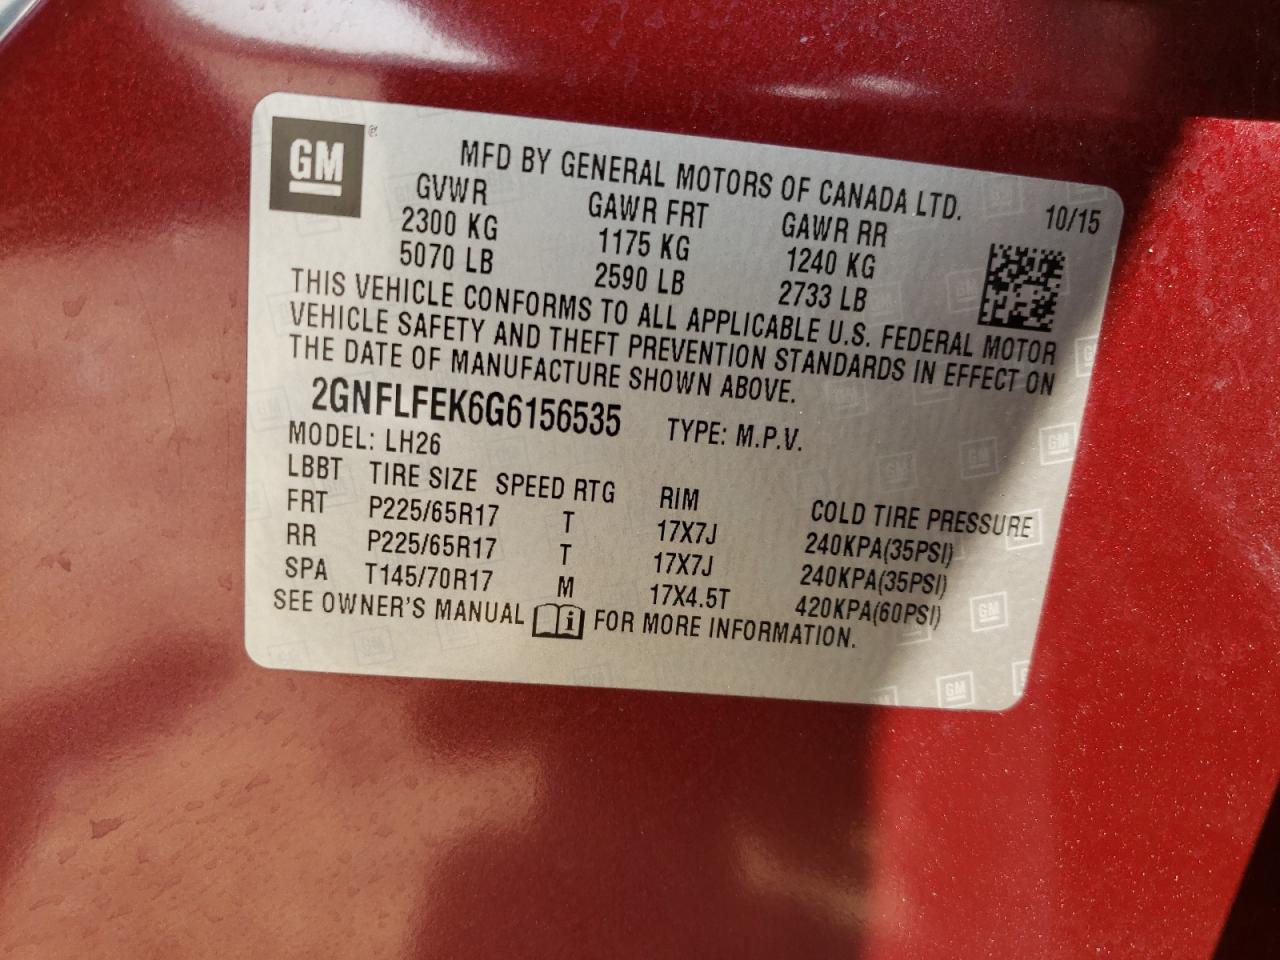 GM ®
MFD BY GENERAL MOTORS OF CANADA LTD.
GVWR GAWR FRT GAWR RR 10/15
2300 KG 1175 KG 1240 KG
5070 LB 2590 LB 2733 LB
THIS VEHICLE CONFORMS TO ALL APPLICABLE U.S. FEDERAL MOTOR
VEHICLE SAFETY AND THEFT PREVENTION STANDARDS IN EFFECT ON
THE DATE OF MANUFACTURE SHOWN ABOVE.
2GNFLFEK6G6156535 TYPE: M.P.V.
MODEL: LH26
LBBT TIRE SIZE SPEED RTG RIM COLD TIRE PRESSURE
FRT P225/65R17 T 17X7J 240KPA(35PSI)
RR P225/65R17 T 17X7J 240KPA(35PSI)
SPA T145/70R17 M 17X4.5T 420KPA(60PSI)
SEE OWNER'S MANUAL i FOR MORE INFORMATION.